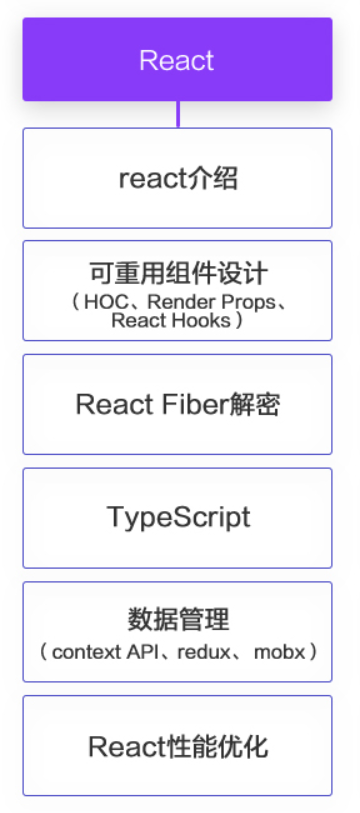 React
react介绍
可重用组件设计
（HOC、Render Props、
React Hooks）
React Fiber解密
TypeScript
数据管理
（context API、redux、mobx）
React性能优化